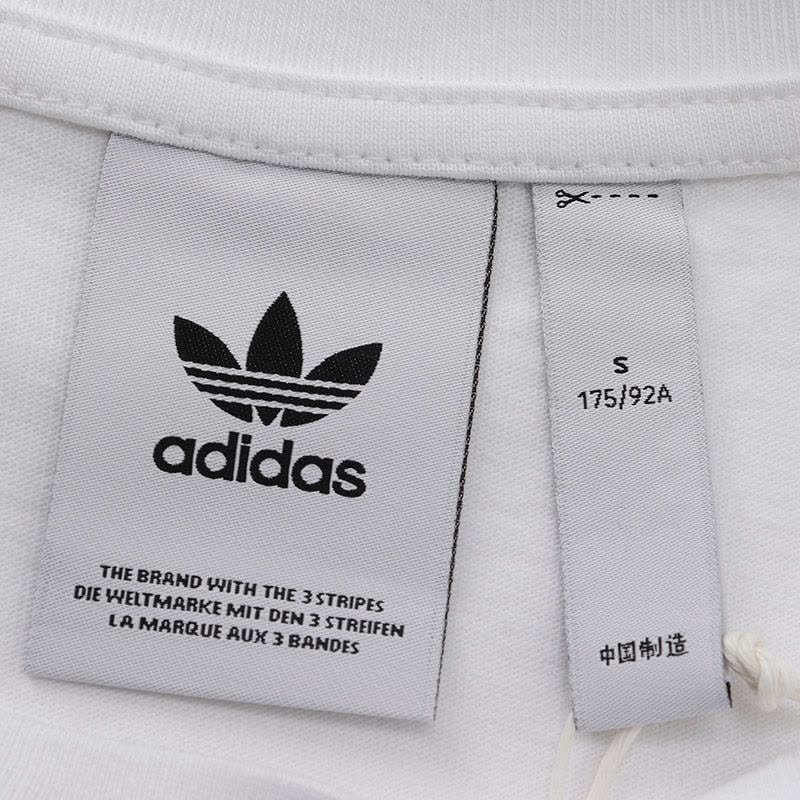 adidas
THE BRAND WITH THE 3 STRIPES
DIE WELTMARKE MIT DEN 3 STREIFEN
LA MARQUE AUX 3 BANDES
S
175/92A
中国制造